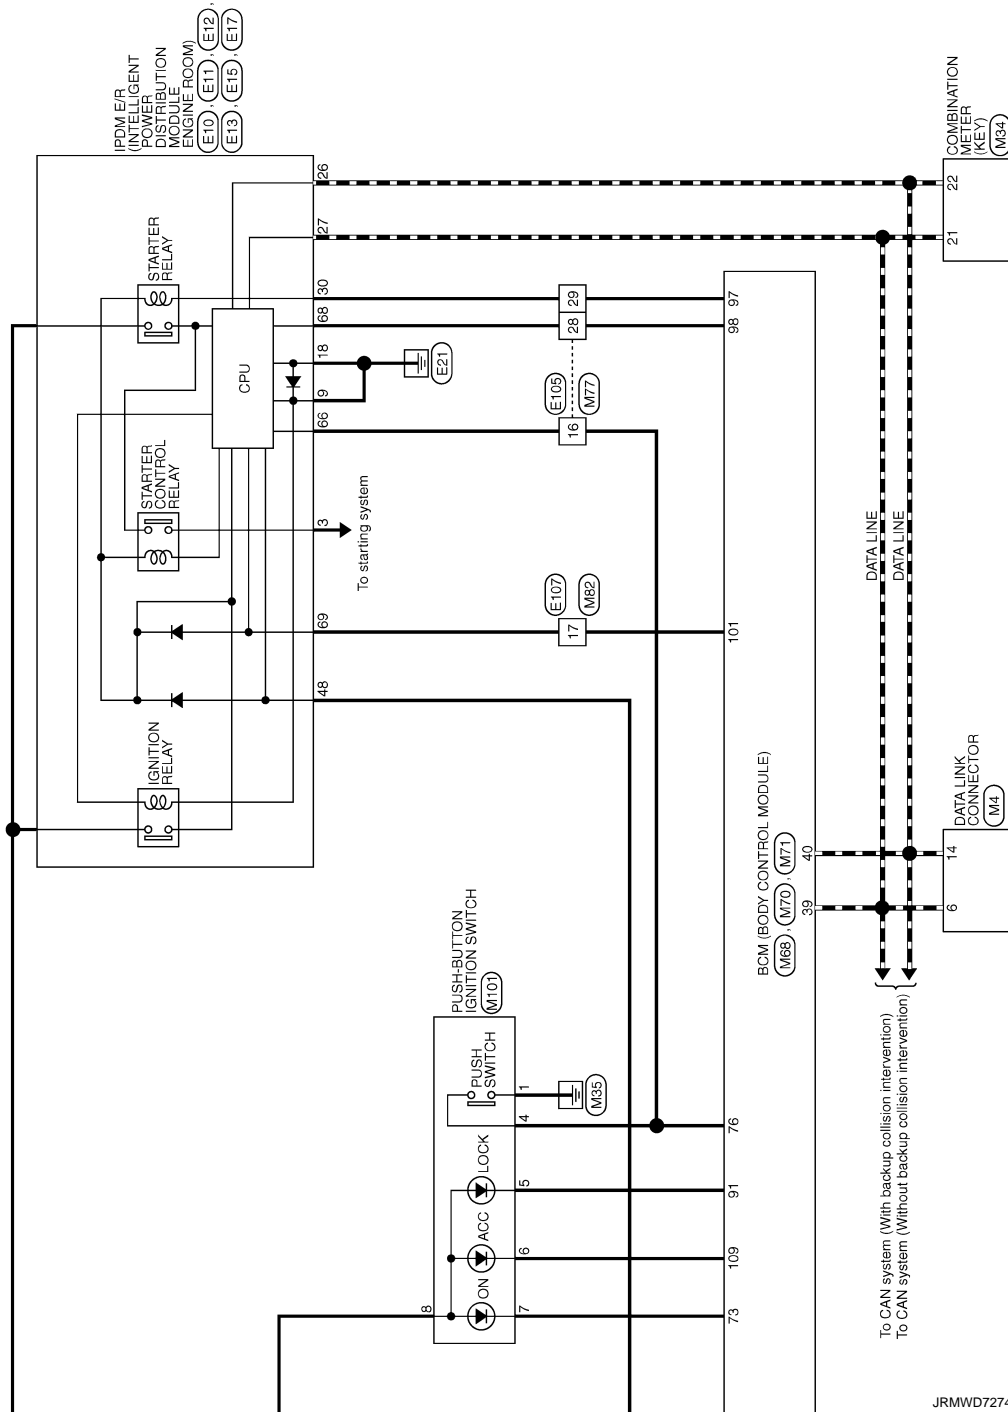 IPDM E/R
(INTELLIGENT
POWER
DISTRIBUTION
MODULE
ENGINE ROOM)
E10 , E11 , E12 ,
E13 , E15 , E17
STARTER
RELAY
CPU
STARTER
CONTROL
RELAY
IGNITION
RELAY
26
27
30
68
18
9
66
3
69
48
To starting system
29
28
16
E105
M77
E21
17
E107
M82
COMBINATION
METER
(KEY)
M34
22
21
97
98
101
DATA LINE
DATA LINE
BCM (BODY CONTROL MODULE)
M68 , M70 , M71
40
39
DATA LINK
CONNECTOR
M4
14
6
PUSH-BUTTON
IGNITION SWITCH
M101
PUSH
SWITCH
LOCK
ACC
ON
1
4
5
6
7
8
M35
76
91
109
73
To CAN system (With backup collision intervention)
To CAN system (Without backup collision intervention)
JRMWD7274